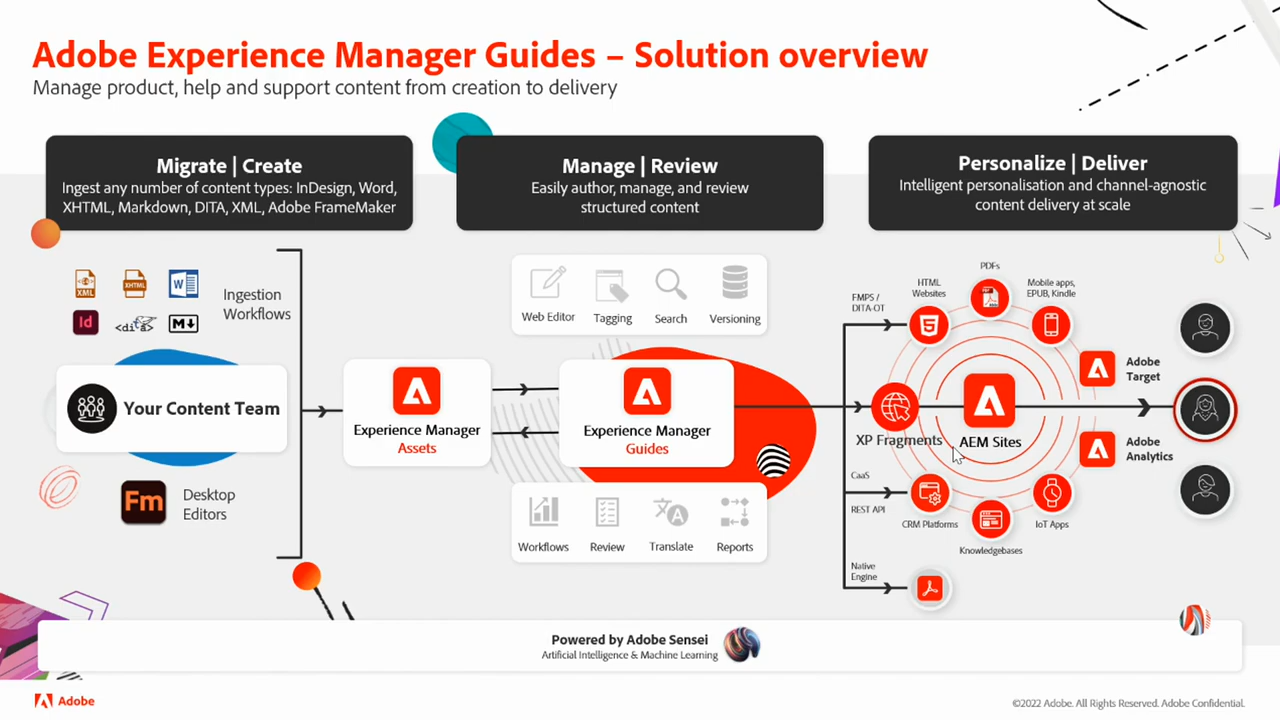 Adobe Experience Manager Guides – Solution overview
Manage product, help and support content from creation to delivery
Migrate | Create
Ingest any number of content types: InDesign, Word,
XHTML, Markdown, DITA, XML, Adobe FrameMaker
Manage | Review
Easily author, manage, and review
structured content
Personalize | Deliver
Intelligent personalisation and channel-agnostic
content delivery at scale
XML
XHTML
W
Id
<dita>
M
Ingestion
Workflows
Your Content Team
Fm
Desktop
Editors
Experience Manager
Assets
Web Editor
Tagging
Search
Versioning
Experience Manager
Guides
Workflows
Review
Translate
Reports
FMPS /
DITA-OT
HTML
Websites
5
PDFs
Mobile apps,
EPUB, Kindle
Adobe
Target
XP Fragments
AEM Sites
Adobe
Analytics
CaaS
REST API
CRM Platforms
Knowledgebases
IoT Apps
Native
Engine
Powered by Adobe Sensei
Artificial Intelligence & Machine Learning
Adobe
©2022 Adobe. All Rights Reserved. Adobe Confidential.